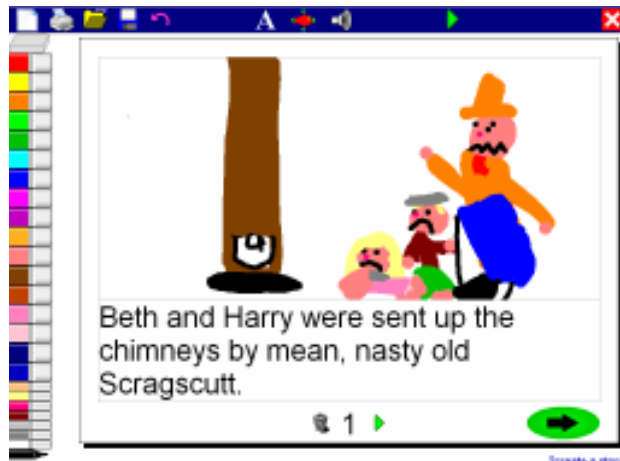 A
Beth and Harry were sent up the
chimneys by mean, nasty old
Scragscutt.
1